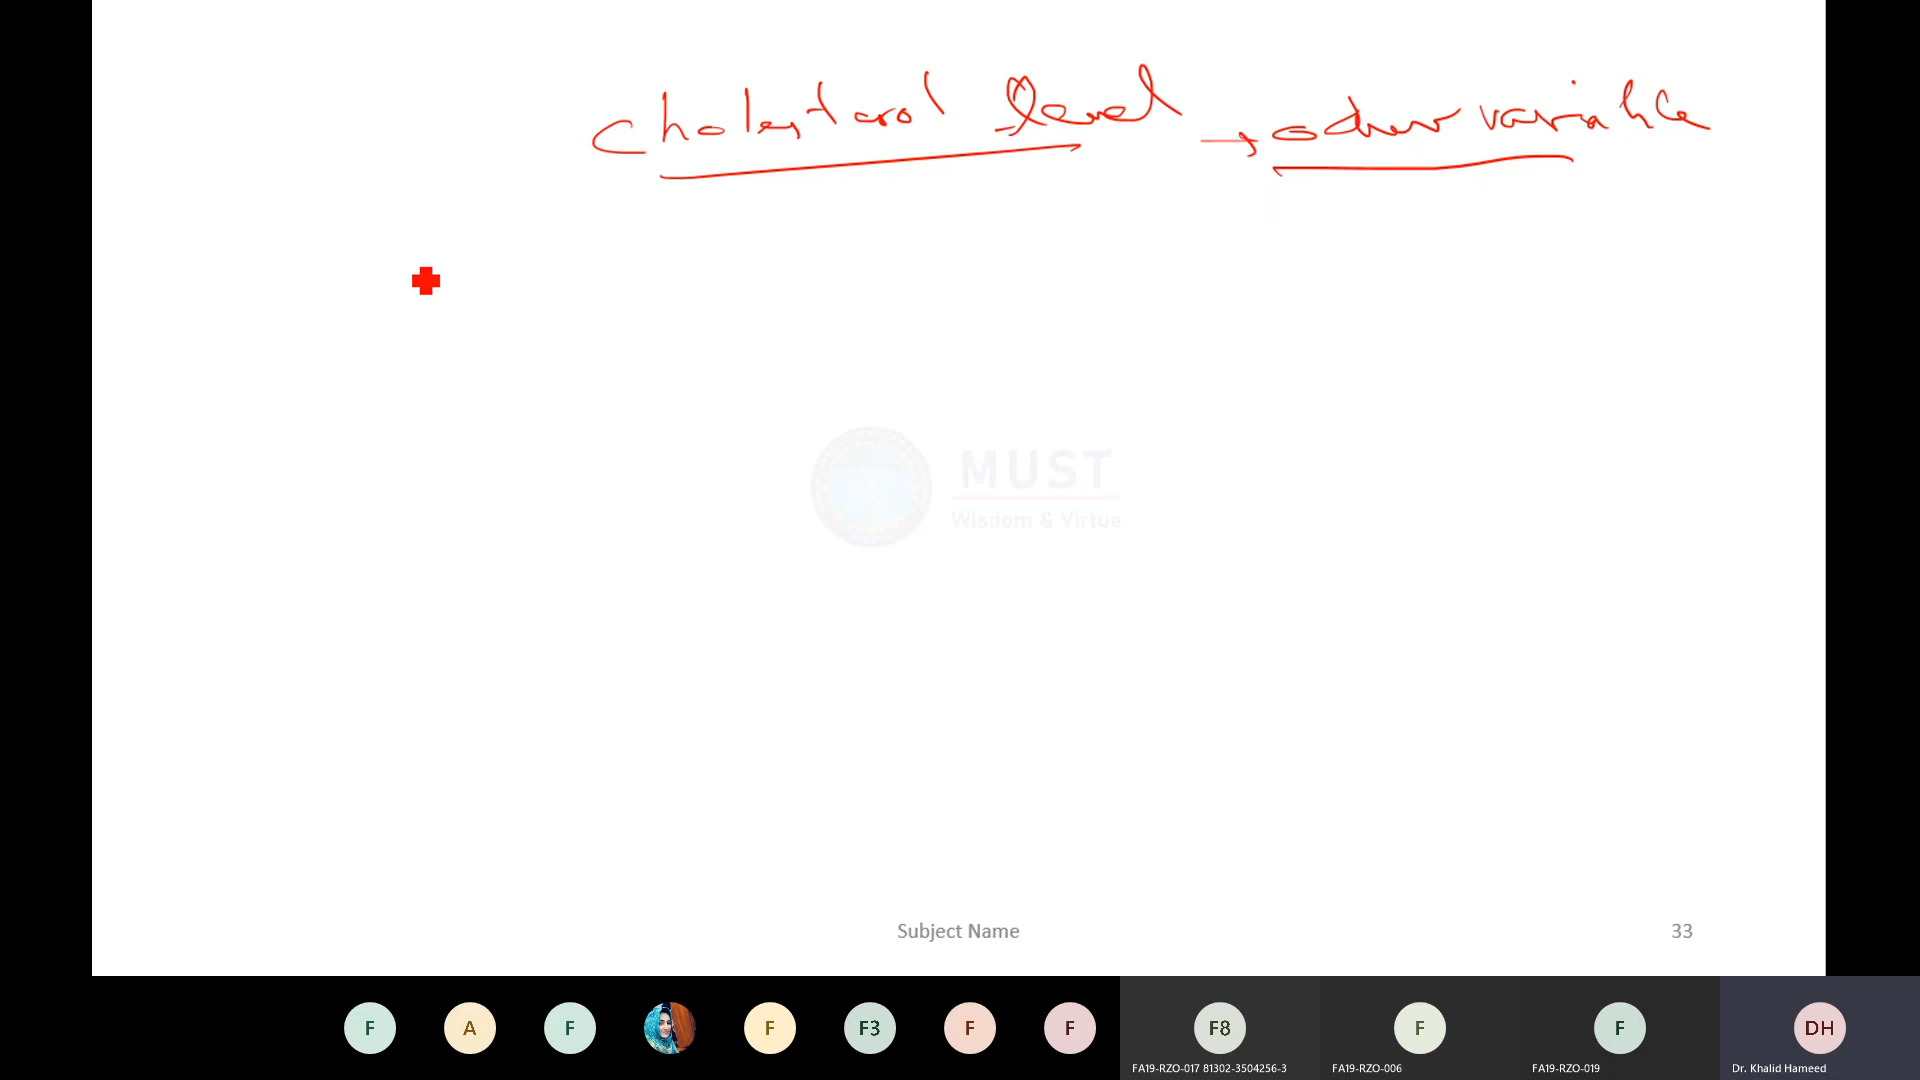 cholesterol level → other variable
MUST
Wisdom & Virtue
Subject Name
33
F A F F F3 F F F8 F F DH
FA19-RZO-017 81302-3504256-3 FA19-RZO-006 FA19-RZO-019 Dr. Khalid Hameed